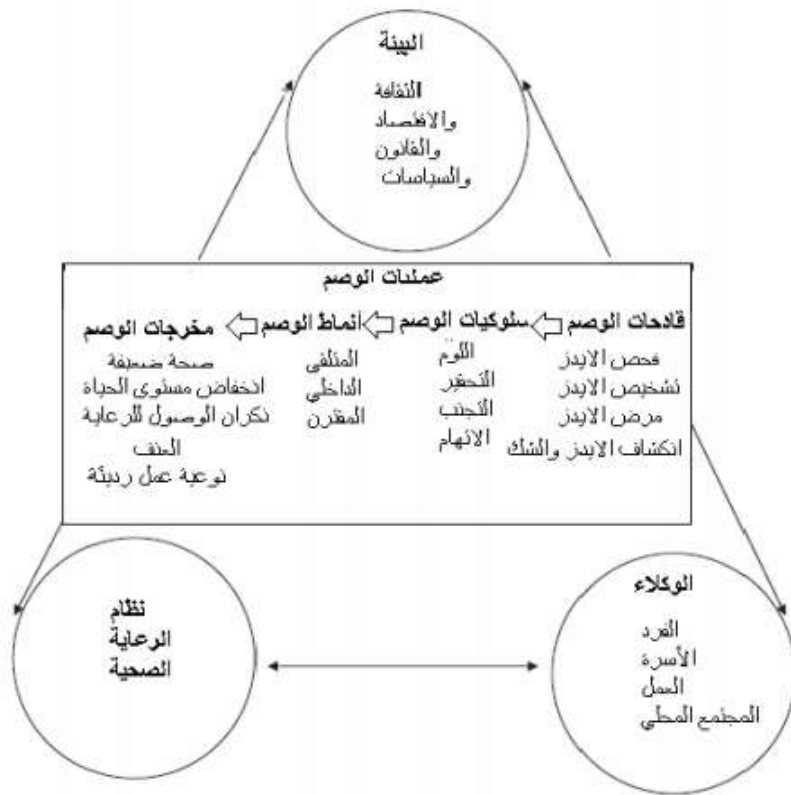 البيئة
الثقافة
والاقتصاد
والقانون
والسياسات
عمليات الوصم
قادحات الوصم
فحص الايدز
تشخيص الايدز
مرض الايدز
انكشاف الايدز والشك
سلوكيات الوصم
اللوم
التحقير
التجنب
الاتهام
أنماط الوصم
المتلقى
الداخلي
المقترن
مخرجات الوصم
صحة ضعيفة
انخفاض مستوى الحياة
نكران الوصول للرعاية
العنف
نوعية عمل رديئة
الوكلاء
الفرد
الأسرة
العمل
المجتمع المحلي
نظام
الرعاية
الصحية